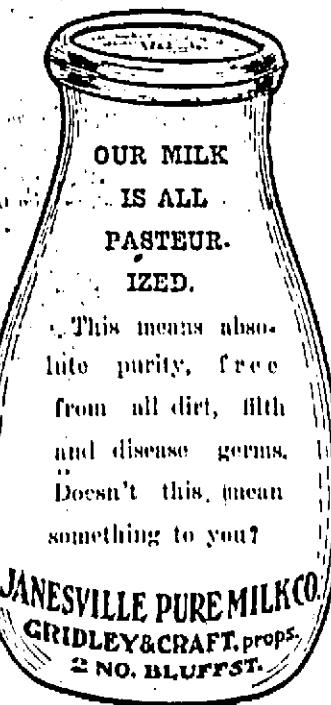 OUR MILK
IS ALL
PASTEUR-
IZED.
This means abso-
lute purity, free
from all dirt, filth
and disease germs.
Doesn't this mean
something to you?
JANESVILLE PURE MILK CO.
GRIDLEY & CRAFT, props.
2 NO. BLUFF ST.